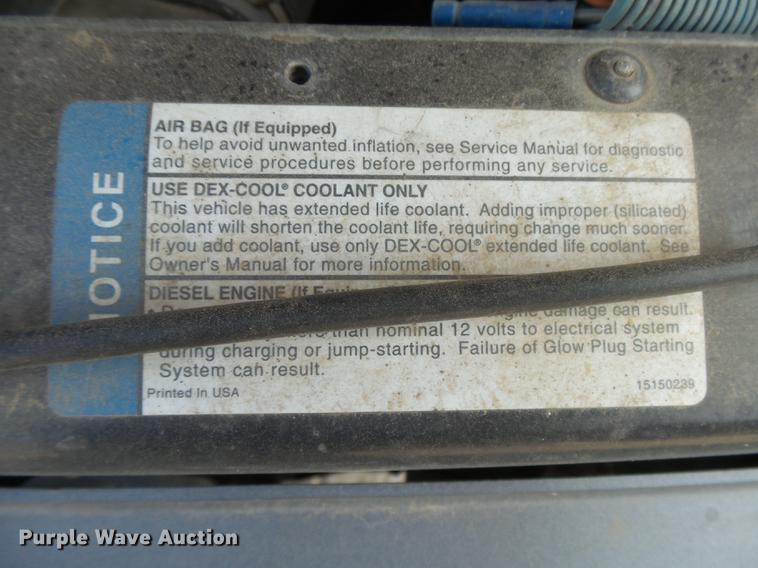 NOTICE
AIR BAG (If Equipped)
To help avoid unwanted inflation, see Service Manual for diagnostic
and service procedures before performing any service.
USE DEX-COOL® COOLANT ONLY
This vehicle has extended life coolant. Adding improper (silicated)
coolant will shorten the coolant life, requiring change much sooner.
If you add coolant, use only DEX-COOL® extended life coolant. See
Owner's Manual for more information.
DIESEL ENGINE (If
engine damage can result.
than nominal 12 volts to electrical system
during charging or jump-starting. Failure of Glow Plug Starting
System can result.
Printed In USA
15150239
Purple Wave Auction